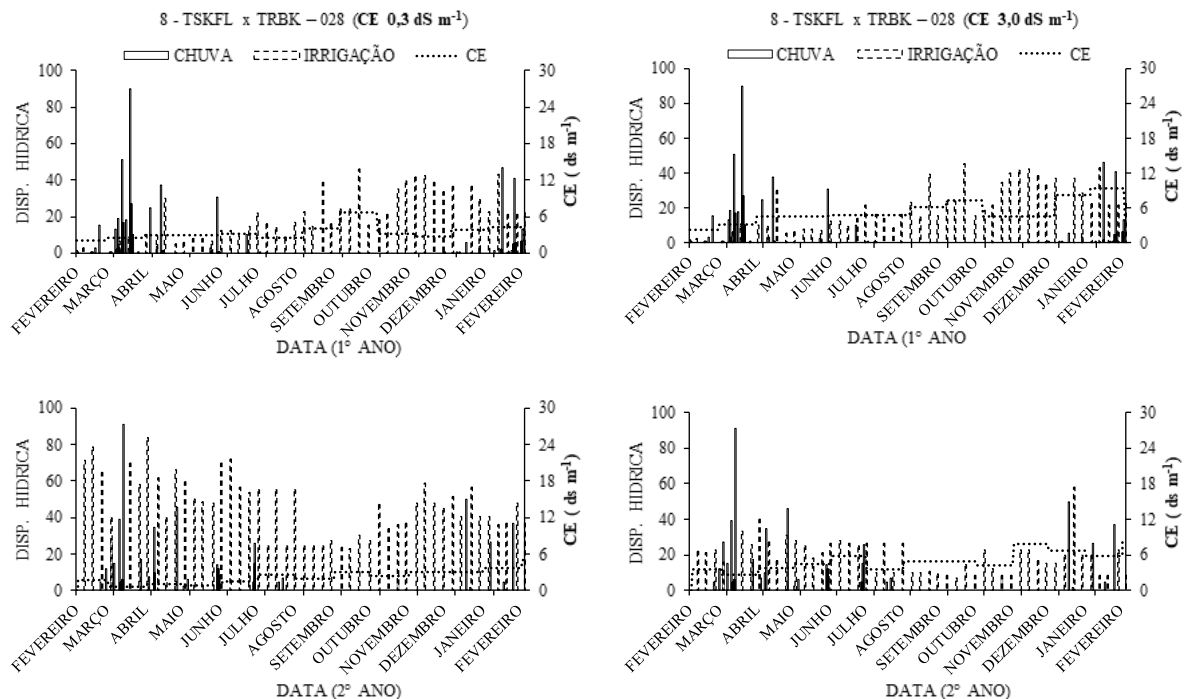 8 - TSKFL x TRBK – 028 (CE 0,3 dS m-1)
CHUVA IRRIGAÇÃO CE
DISP. HIDRICA
100
80
60
40
20
0
30
24
18
12
6
0
CE ( ds m-1)
FEVEREIRO
MARÇO
ABRIL
MAIO
JUNHO
JULHO
AGOSTO
SETEMBRO
OUTUBRO
NOVEMBRO
DEZEMBRO
JANEIRO
FEVEREIRO
DATA (1° ANO)
8 - TSKFL x TRBK – 028 (CE 3,0 dS m-1)
CHUVA IRRIGAÇÃO CE
DISP. HIDRICA
100
80
60
40
20
0
30
24
18
12
6
0
CE ( ds m-1)
FEVEREIRO
MARÇO
ABRIL
MAIO
JUNHO
JULHO
AGOSTO
SETEMBRO
OUTUBRO
NOVEMBRO
DEZEMBRO
JANEIRO
FEVEREIRO
DATA (1° ANO
DISP. HIDRICA
100
80
60
40
20
0
30
24
18
12
6
0
CE ( ds m-1)
FEVEREIRO
MARÇO
ABRIL
MAIO
JUNHO
JULHO
AGOSTO
SETEMBRO
OUTUBRO
NOVEMBRO
DEZEMBRO
JANEIRO
FEVEREIRO
DATA (2° ANO)
DISP. HIDRICA
100
80
60
40
20
0
30
24
18
12
6
0
CE ( ds m-1)
FEVEREIRO
MARÇO
ABRIL
MAIO
JUNHO
JULHO
AGOSTO
SETEMBRO
OUTUBRO
NOVEMBRO
DEZEMBRO
JANEIRO
FEVEREIRO
DATA (2° ANO)